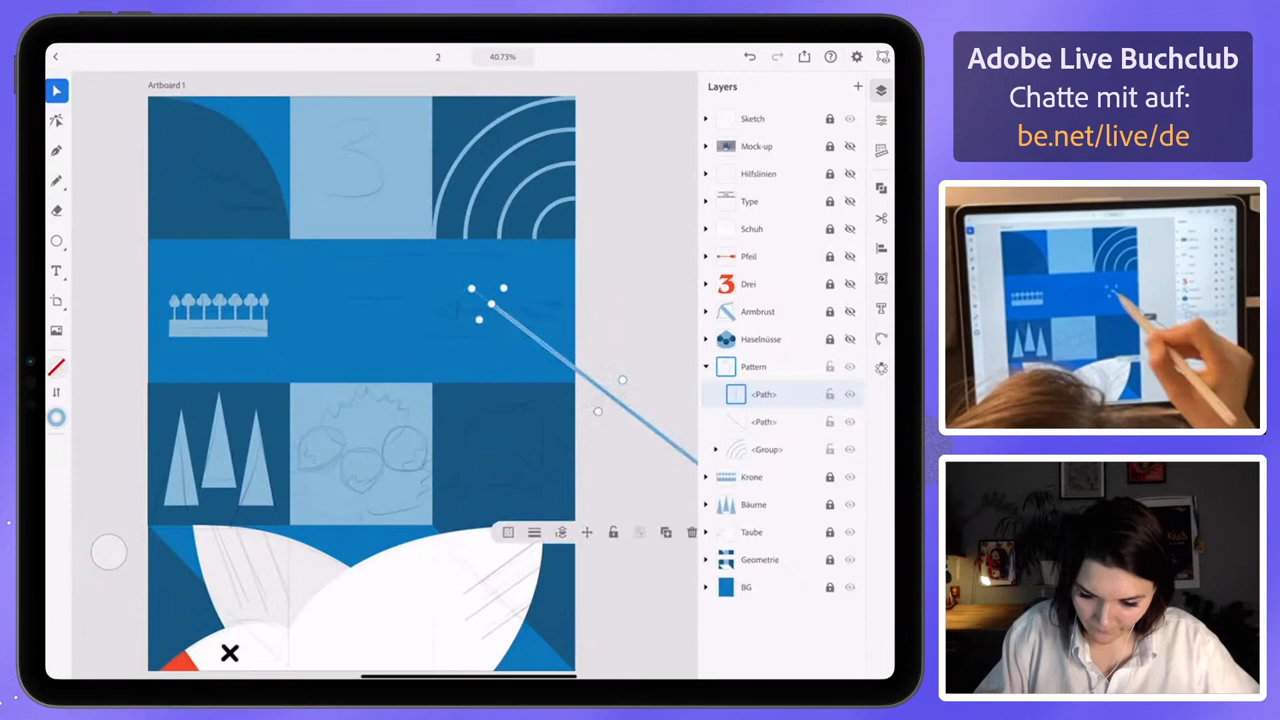 2
40.73%
Artboard 1
3
Layers
Sketch
Mock-up
Hilfslinien
Type
Schuh
Pfeil
3
Drei
Armbrust
Haselnüsse
Pattern
<Path>
<Path>
<Group>
Krone
Bäume
Taube
Geometrie
BG
Adobe Live Buchclub
Chatte mit auf:
be.net/live/de